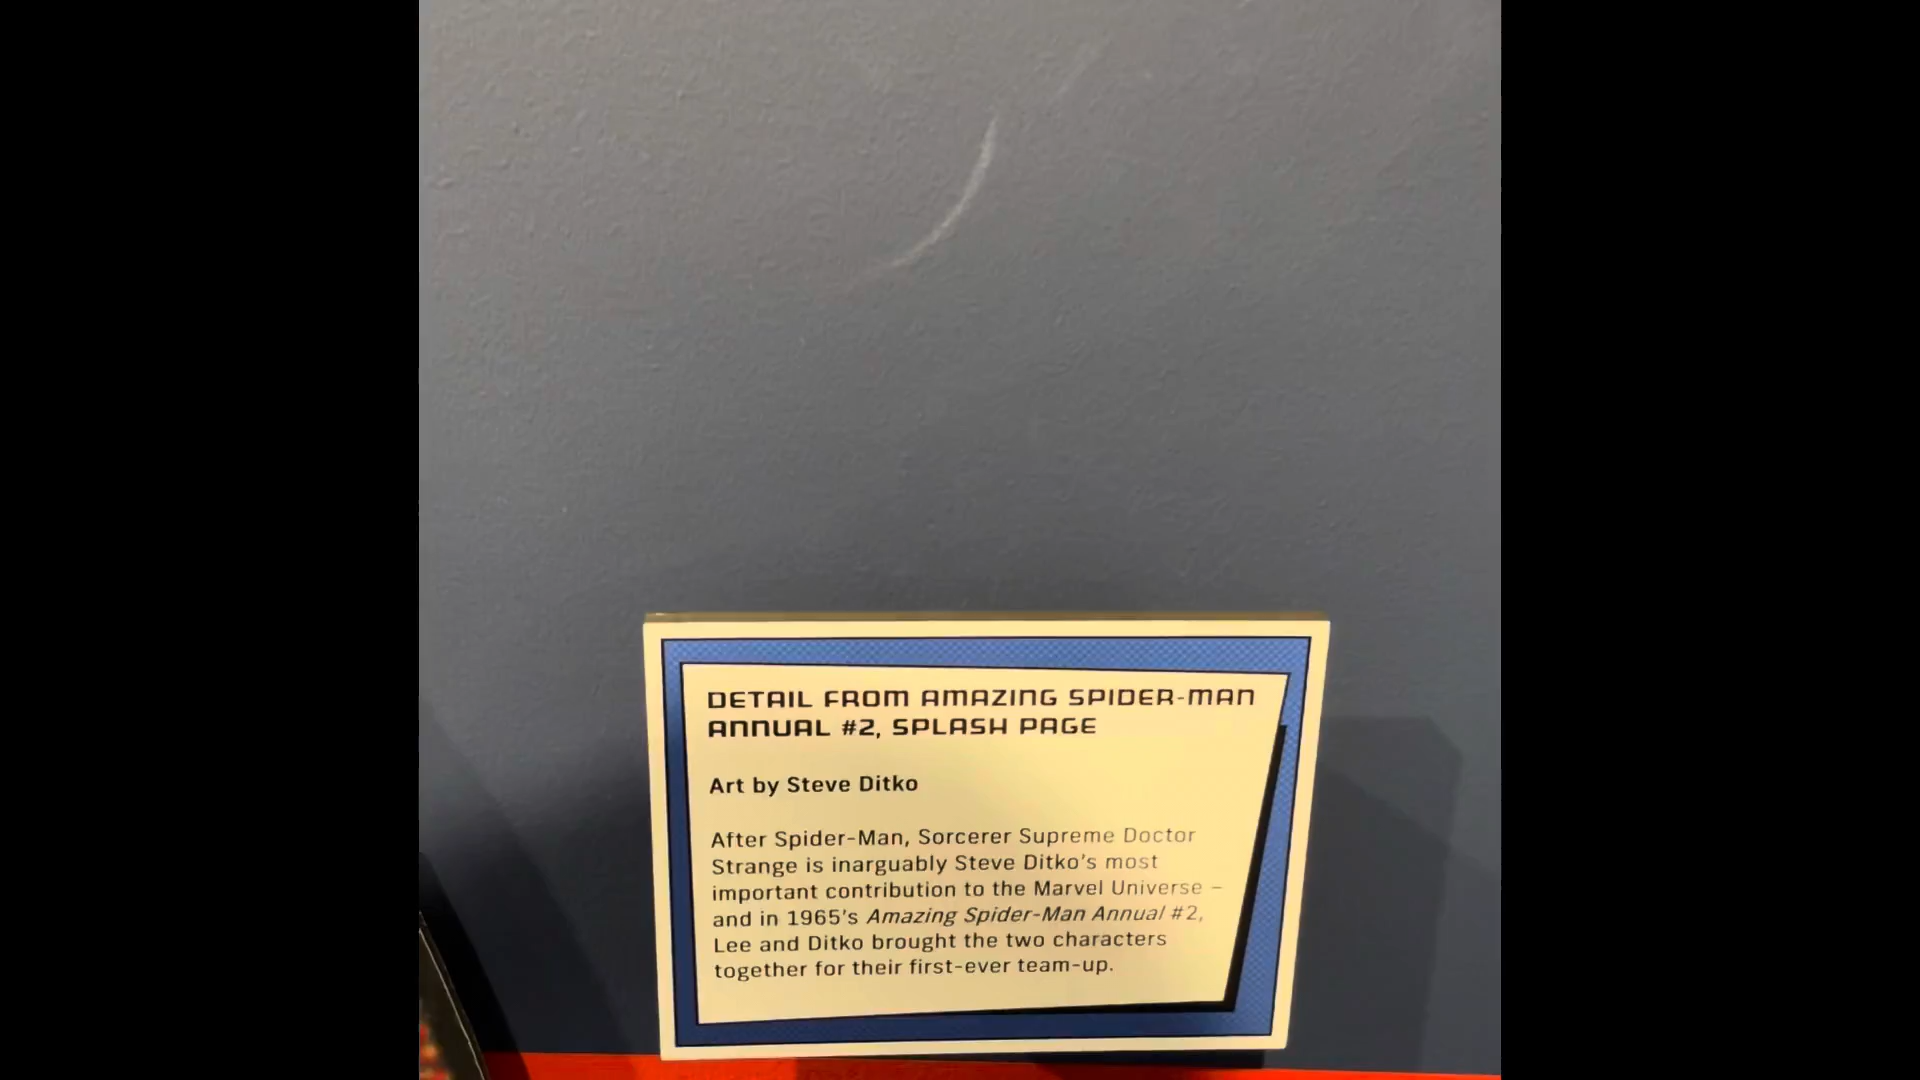 DETAIL FROM AMAZING SPIDER-MAN
ANNUAL #2, SPLASH PAGE
Art by Steve Ditko
After Spider-Man, Sorcerer Supreme Doctor
Strange is inarguably Steve Ditko's most
important contribution to the Marvel Universe –
and in 1965's Amazing Spider-Man Annual #2,
Lee and Ditko brought the two characters
together for their first-ever team-up.